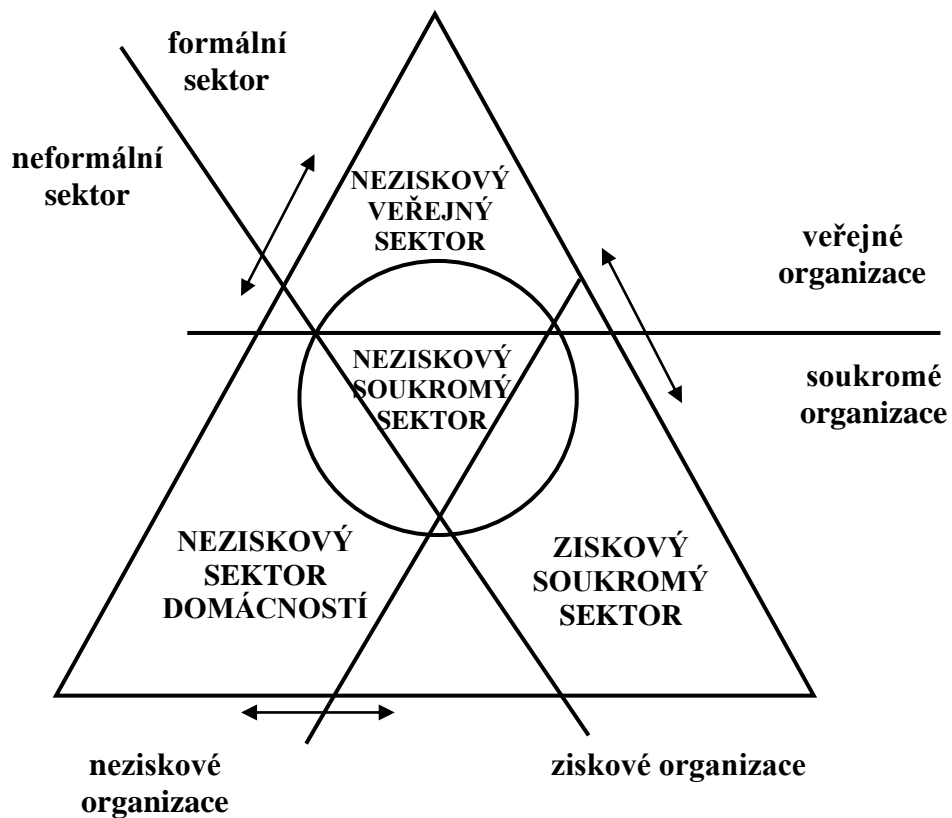 formální
sektor
neformální
sektor
NEZISKOVÝ
VEŘEJNÝ
SEKTOR
veřejné
organizace
NEZISKOVÝ
SOUKROMÝ
SEKTOR
soukromé
organizace
NEZISKOVÝ
SEKTOR
DOMÁCNOSTÍ
ZISKOVÝ
SOUKROMÝ
SEKTOR
neziskové
organizace
ziskové organizace